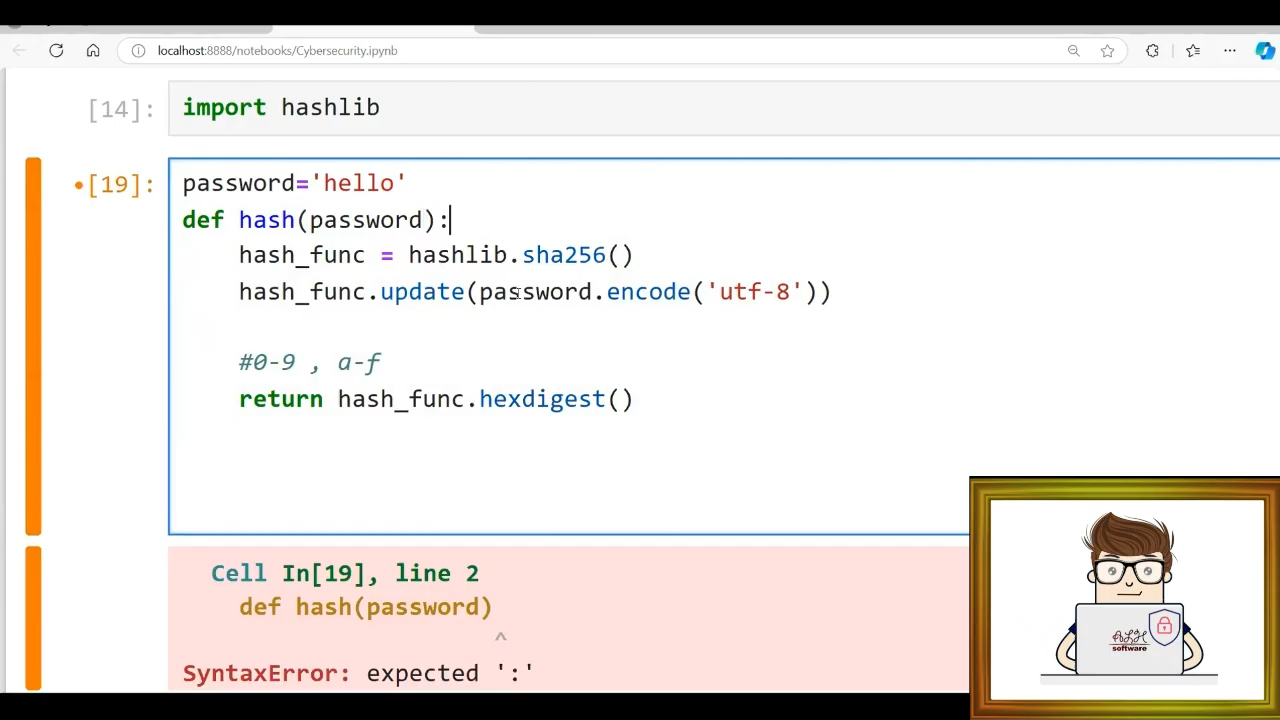 localhost:8888/notebooks/Cybersecurity.ipynb
[14]: import hashlib
[19]: password='hello'
def hash(password):
    hash_func = hashlib.sha256()
    hash_func.update(password.encode('utf-8'))
    #0-9 , a-f
    return hash_func.hexdigest()
Cell In[19], line 2
    def hash(password)
                      ^
SyntaxError: expected ':'
software